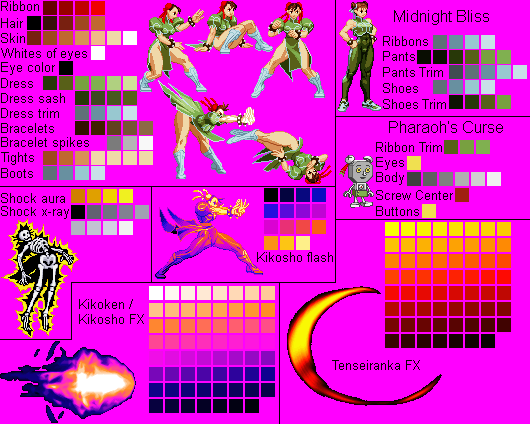 Ribbon
Hair
Skin
Whites of eyes
Eye color
Dress
Dress sash
Dress trim
Bracelets
Bracelet spikes
Tights
Boots
Midnight Bliss
Ribbons
Pants
Pants Trim
Shoes
Shoes Trim
Pharaoh's Curse
Ribbon Trim
Eyes
Body
Screw Center
Buttons
Shock aura
Shock x-ray
Kikosho flash
Kikoken /
Kikosho FX
Tenseiranka FX